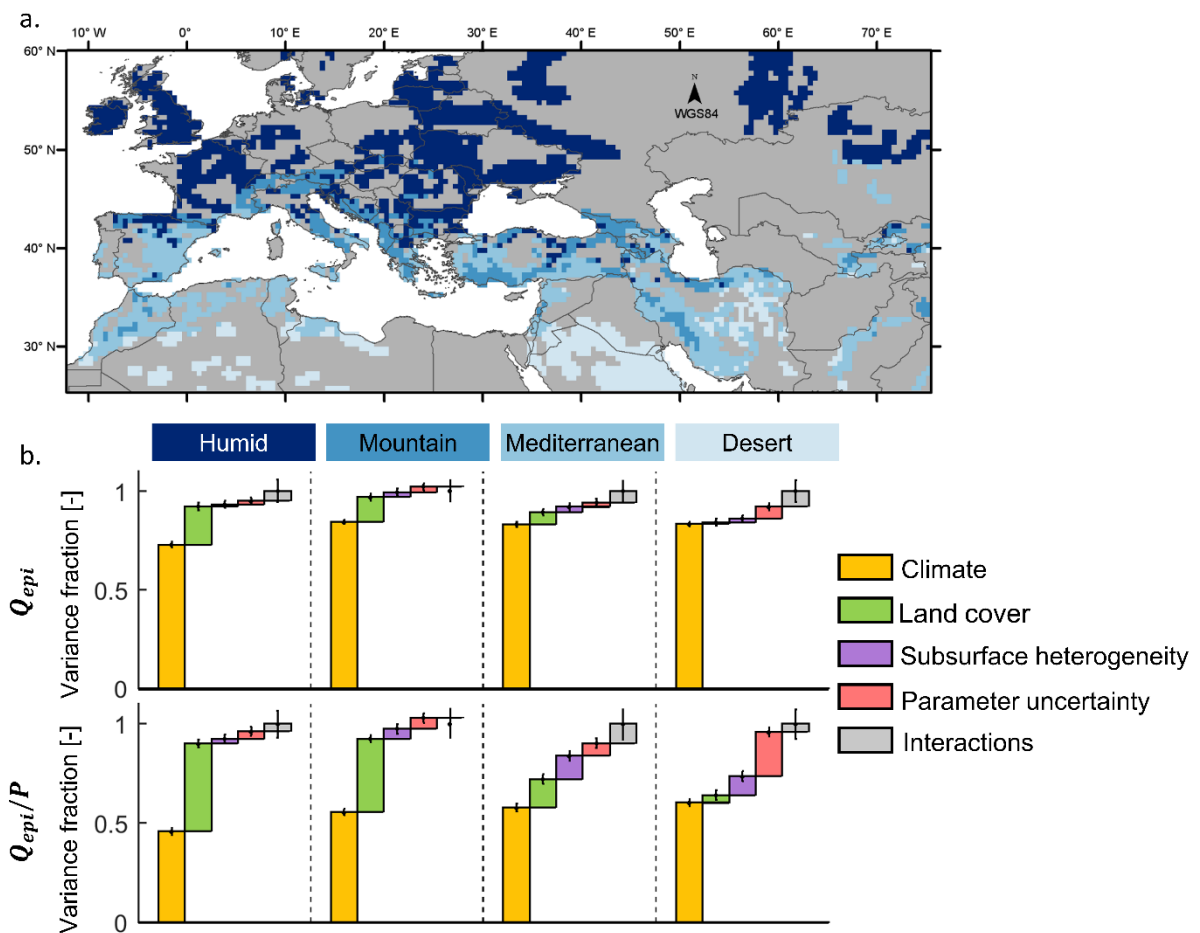 a.
10° W 0° 10° E 20° E 30° E 40° E 50° E 60° E 70° E
60° N
50° N
40° N
30° N
N
WGS84
b.
Humid Mountain Mediterranean Desert
Q_epi
Variance fraction [-]
1
0.5
0
Q_epi/P
Variance fraction [-]
1
0.5
0
Climate
Land cover
Subsurface heterogeneity
Parameter uncertainty
Interactions